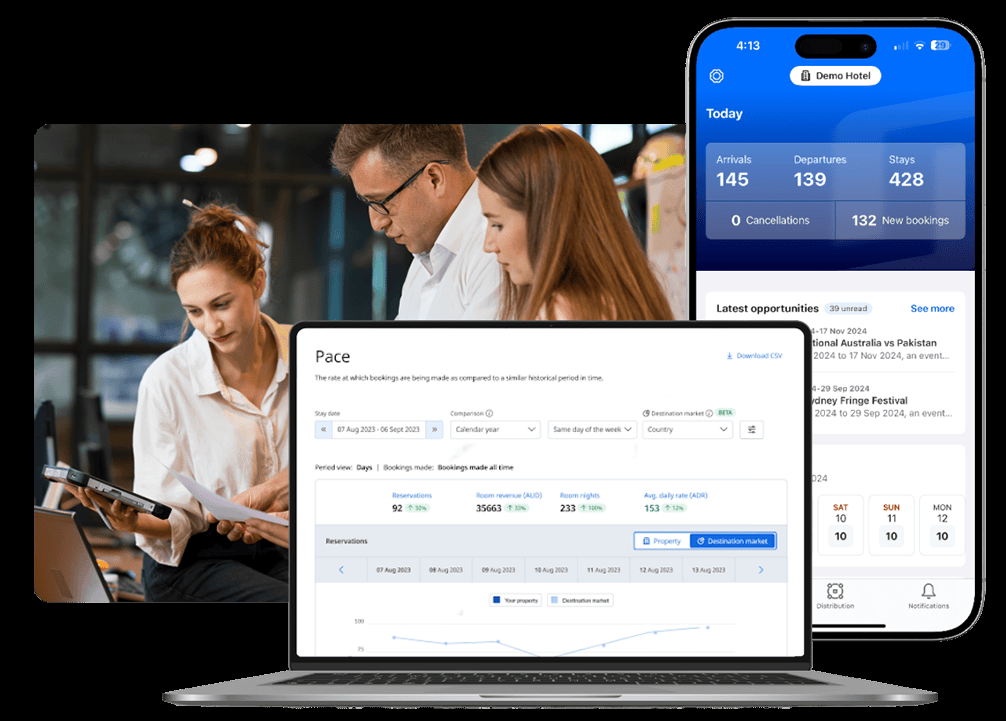 4:13
29
Demo Hotel
Today
Arrivals Departures Stays
145 139 428
0 Cancellations 132 New bookings
Latest opportunities 39 unread See more
4-17 Nov 2024
tional Australia vs Pakistan
2024 to 17 Nov 2024, an event...
4-29 Sep 2024
ydney Fringe Festival
2024 to 29 Sep 2024, an event...
024
SAT SUN MON
10 11 12
10 10 10
Distribution Notifications
Pace
Download CSV
The rate at which bookings are being made as compared to a similar historical period in time.
Stay date Comparison Destination market BETA
« 07 Aug 2023 - 06 Sept 2023 » Calendar year Same day of the week Country
Period view: Days | Bookings made: Bookings made all time
Reservations Room revenue (AUD) Room nights Avg. daily rate (ADR)
92 ↑ 30% 35663 ↑ 33% 233 ↑ 100% 153 ↑ 12%
Reservations Property Destination market
07 Aug 2023 08 Aug 2023 09 Aug 2023 10 Aug 2023 11 Aug 2023 12 Aug 2023 13 Aug 2023
Your property Destination market
100
75